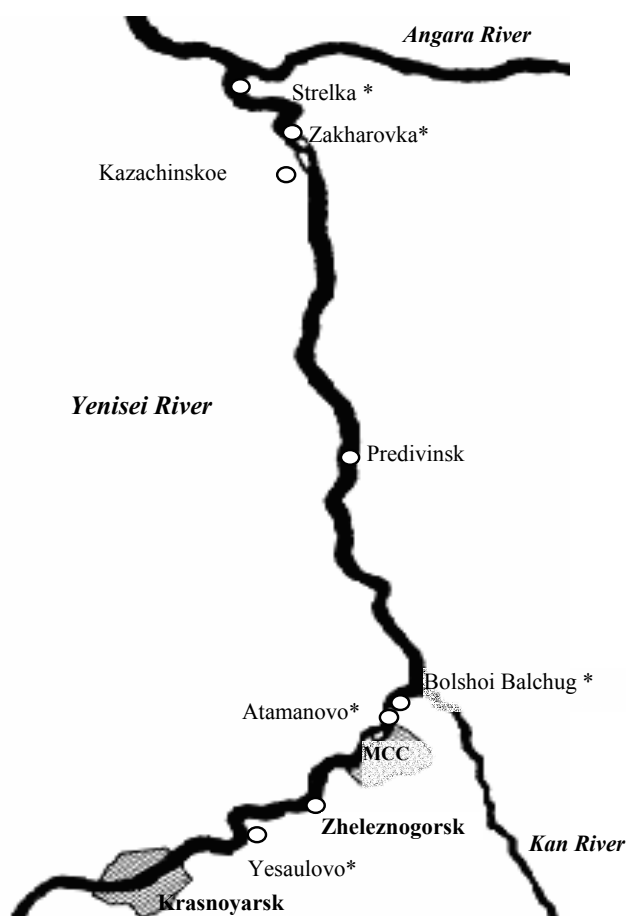 Angara River
Strelka *
Zakharovka*
Kazachinskoe
Yenisei River
Predivinsk
Bolshoi Balchug *
Atamanovo*
MCC
Zheleznogorsk
Kan River
Yesaulovo*
Krasnoyarsk